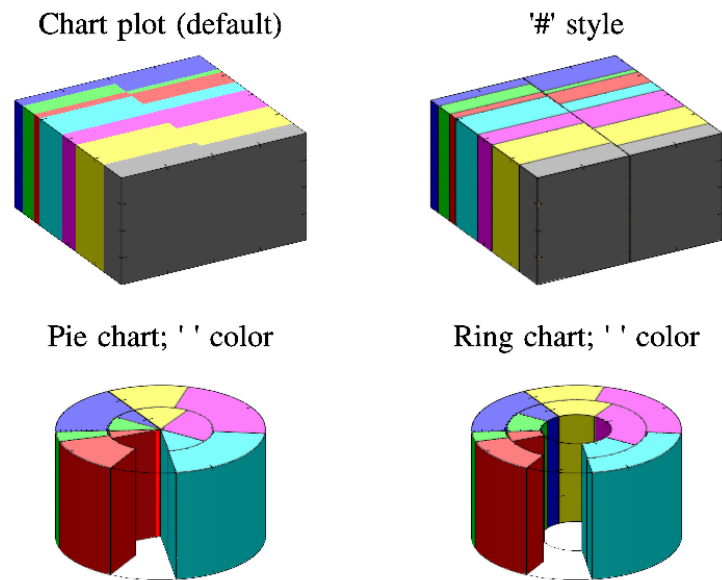 Chart plot (default)
'#' style
Pie chart; ' ' color
Ring chart; ' ' color